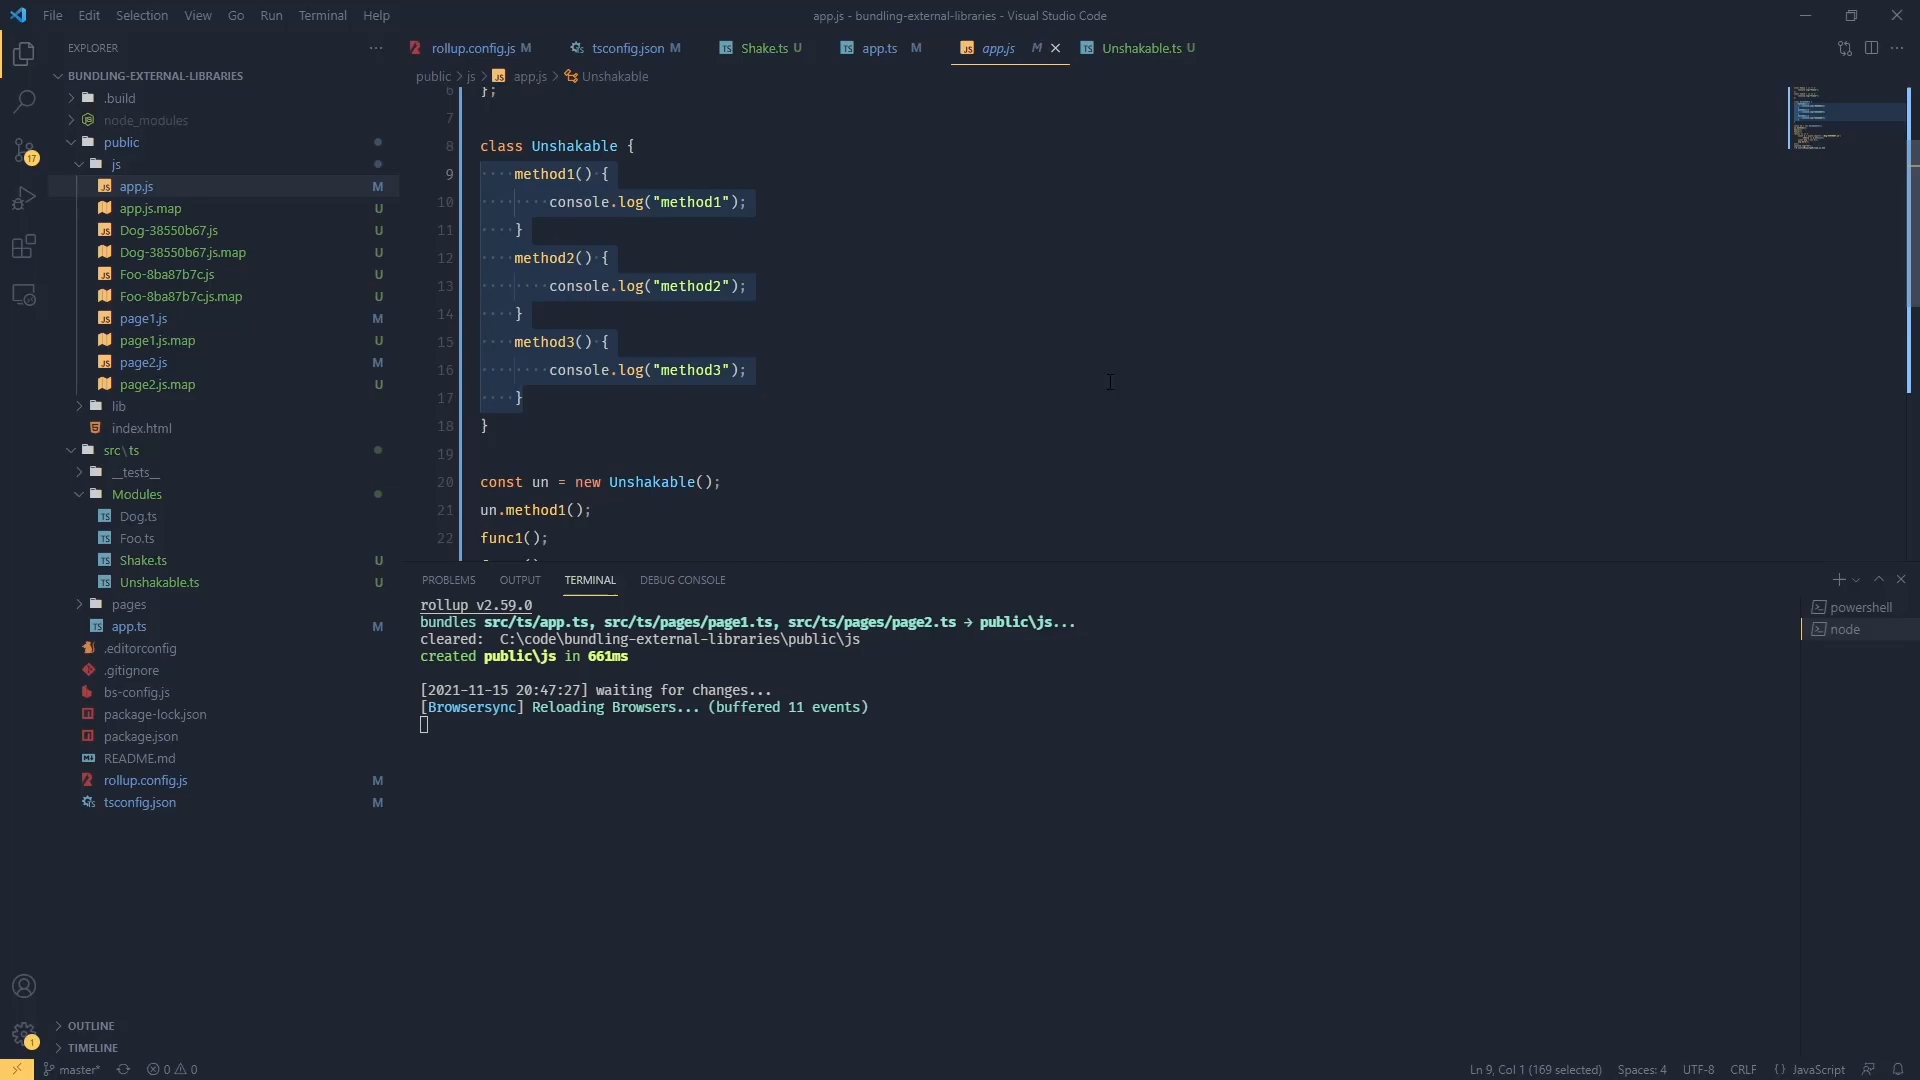 File Edit Selection View Go Run Terminal Help
app.js - bundling-external-libraries - Visual Studio Code
EXPLORER
BUNDLING-EXTERNAL-LIBRARIES
.build
node_modules
public
js
app.js M
app.js.map U
Dog-38550b67.js U
Dog-38550b67.js.map U
Foo-8ba87b7c.js U
Foo-8ba87b7c.js.map U
page1.js M
page1.js.map U
page2.js M
page2.js.map U
lib
index.html
src\ts
__tests__
Modules
Dog.ts
Foo.ts
Shake.ts U
Unshakable.ts U
pages
app.ts M
.editorconfig
.gitignore
bs-config.js
package-lock.json
package.json
README.md
rollup.config.js M
tsconfig.json M
OUTLINE
TIMELINE
17
1
rollup.config.js M tsconfig.json M Shake.ts U app.ts M app.js M Unshakable.ts U
public > js > app.js > Unshakable
6 };
7
8 class Unshakable {
9 method1() {
10 console.log("method1");
11 }
12 method2() {
13 console.log("method2");
14 }
15 method3() {
16 console.log("method3");
17 }
18 }
19
20 const un = new Unshakable();
21 un.method1();
22 func1();
PROBLEMS OUTPUT TERMINAL DEBUG CONSOLE
rollup v2.59.0
bundles src/ts/app.ts, src/ts/pages/page1.ts, src/ts/pages/page2.ts → public\js...
cleared: C:\code\bundling-external-libraries\public\js
created public\js in 661ms
[2021-11-15 20:47:27] waiting for changes...
[Browsersync] Reloading Browsers... (buffered 11 events)
powershell
node
master* 0 0
Ln 9, Col 1 (169 selected) Spaces: 4 UTF-8 CRLF {} JavaScript